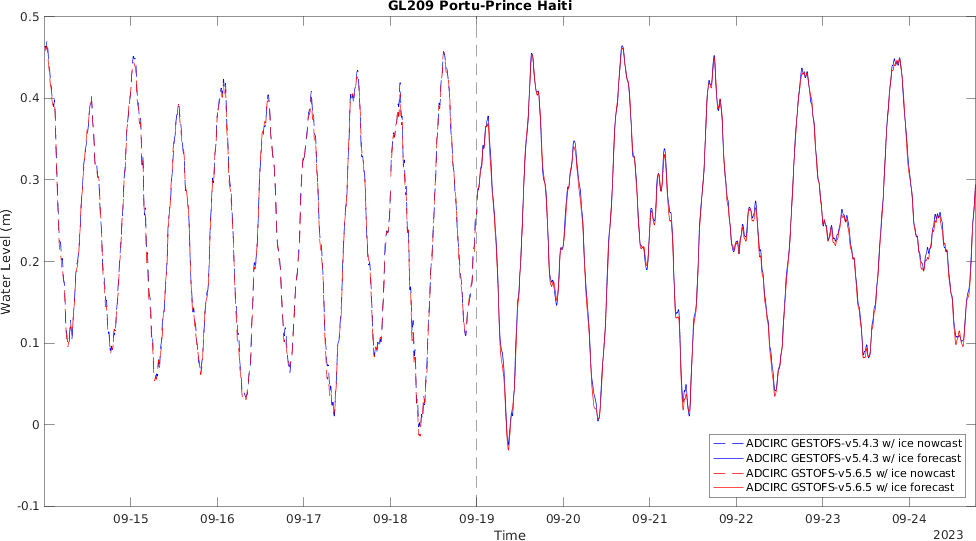 GL209 Portu-Prince Haiti
0.5
0.4
0.3
0.2
0.1
0
-0.1
Water Level (m)
09-15 09-16 09-17 09-18 09-19 09-20 09-21 09-22 09-23 09-24
Time
2023
ADCIRC GESTOFS-v5.4.3 w/ ice nowcast
ADCIRC GESTOFS-v5.4.3 w/ ice forecast
ADCIRC GSTOFS-v5.6.5 w/ ice nowcast
ADCIRC GSTOFS-v5.6.5 w/ ice forecast